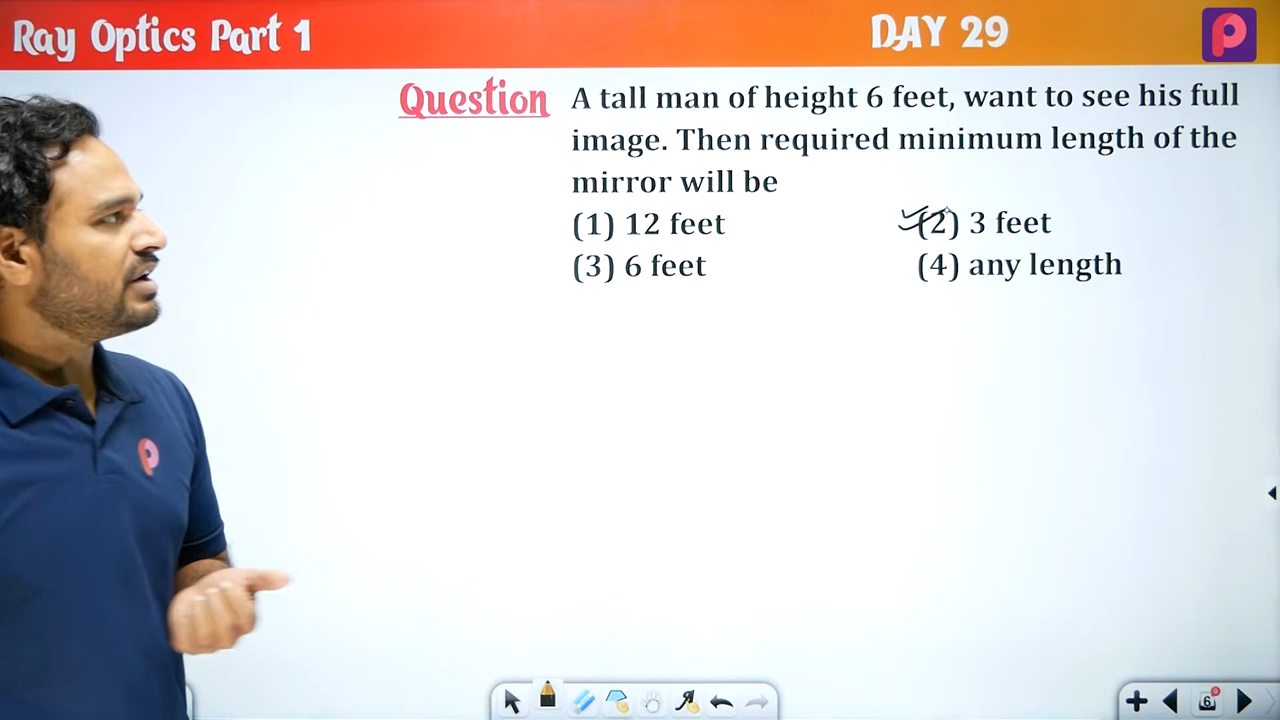 Ray Optics Part 1
DAY 29
Question A tall man of height 6 feet, want to see his full
image. Then required minimum length of the
mirror will be
(1) 12 feet (2) 3 feet
(3) 6 feet (4) any length
6